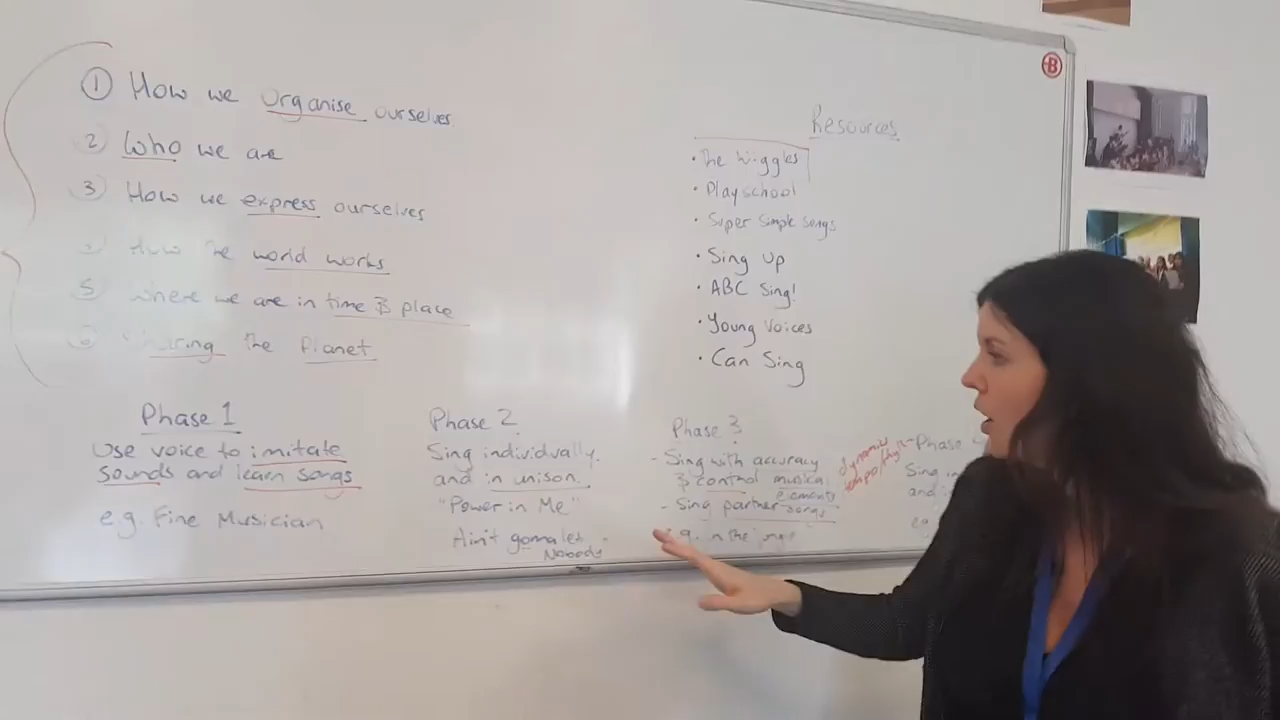 ① How we organise ourselves
② Who we are
③ How we express ourselves
How the world works
⑤ where we are in time & place
⑥ Sharing the Planet
Resources
• The Wiggles
• Playschool
• Super Simple Songs
• Sing Up
• ABC Sing!
• Young Voices
• Can Sing
Phase 1
Use voice to imitate
sounds and learn songs
e.g. Fine Musician
Phase 2
Sing individually
and in unison
"Power in Me"
Ain't gonna let
Nobody
Phase 3
- Sing with accuracy
& control musical
elements
- Sing partner songs
e.g. in the
dynamic
Phase
Sing in
and i
eg
B